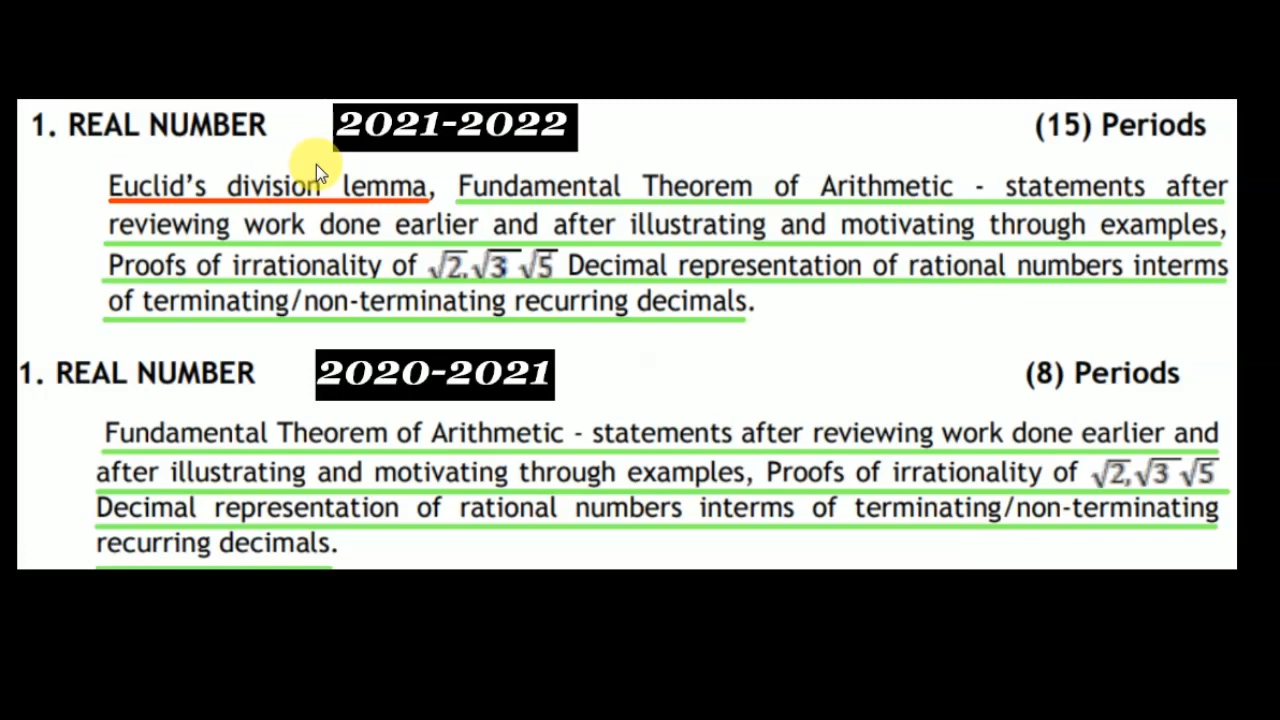 1. REAL NUMBER 2021-2022 (15) Periods
Euclid’s division lemma, Fundamental Theorem of Arithmetic - statements after
reviewing work done earlier and after illustrating and motivating through examples,
Proofs of irrationality of √2,√3 √5 Decimal representation of rational numbers interms
of terminating/non-terminating recurring decimals.
1. REAL NUMBER 2020-2021 (8) Periods
Fundamental Theorem of Arithmetic - statements after reviewing work done earlier and
after illustrating and motivating through examples, Proofs of irrationality of √2,√3 √5
Decimal representation of rational numbers interms of terminating/non-terminating
recurring decimals.